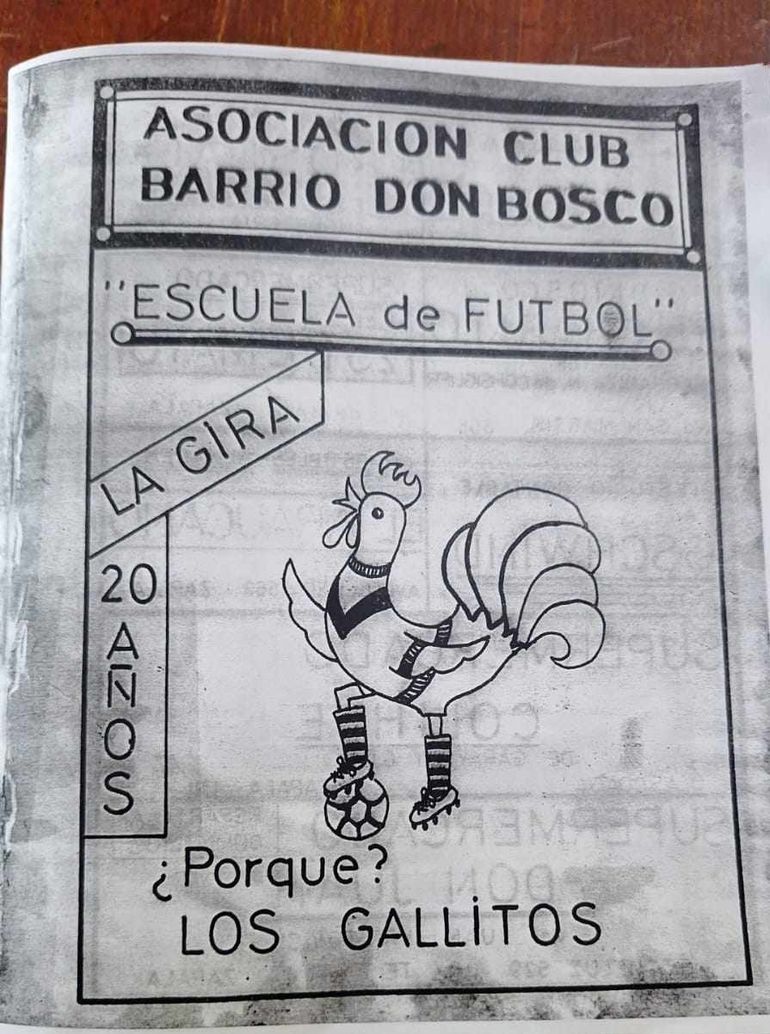 ASOCIACION CLUB
BARRIO DON BOSCO
"ESCUELA de FUTBOL"
LA GIRA
20
AÑOS
¿Porque?
LOS GALLITOS